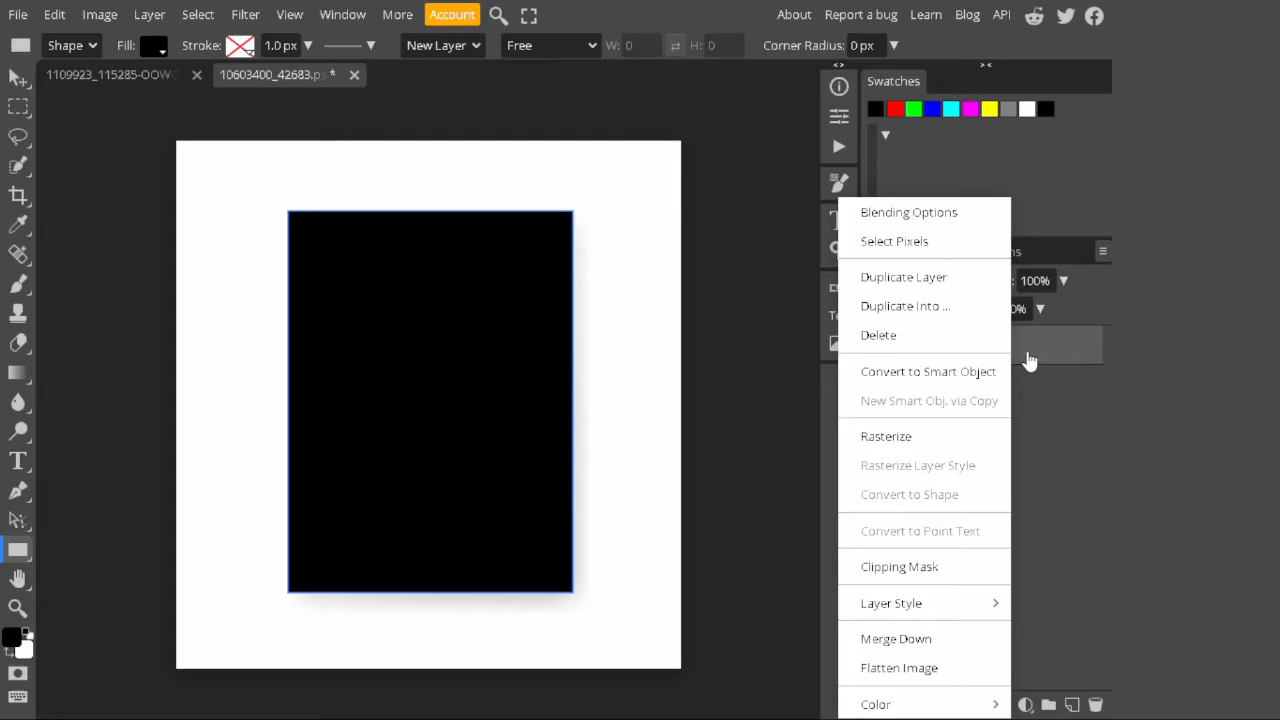 File Edit Image Layer Select Filter View Window More Account About Report a bug Learn Blog API
Shape Fill: Stroke: 1.0 px New Layer Free W: 0 H: 0 Corner Radius: 0 px
1109923_115285-OOW 10603400_42683.ps *
Swatches
Blending Options
Select Pixels
Duplicate Layer
Duplicate Into ...
Delete
Convert to Smart Object
New Smart Obj. via Copy
Rasterize
Rasterize Layer Style
Convert to Shape
Convert to Point Text
Clipping Mask
Layer Style
Merge Down
Flatten Image
Color
100%